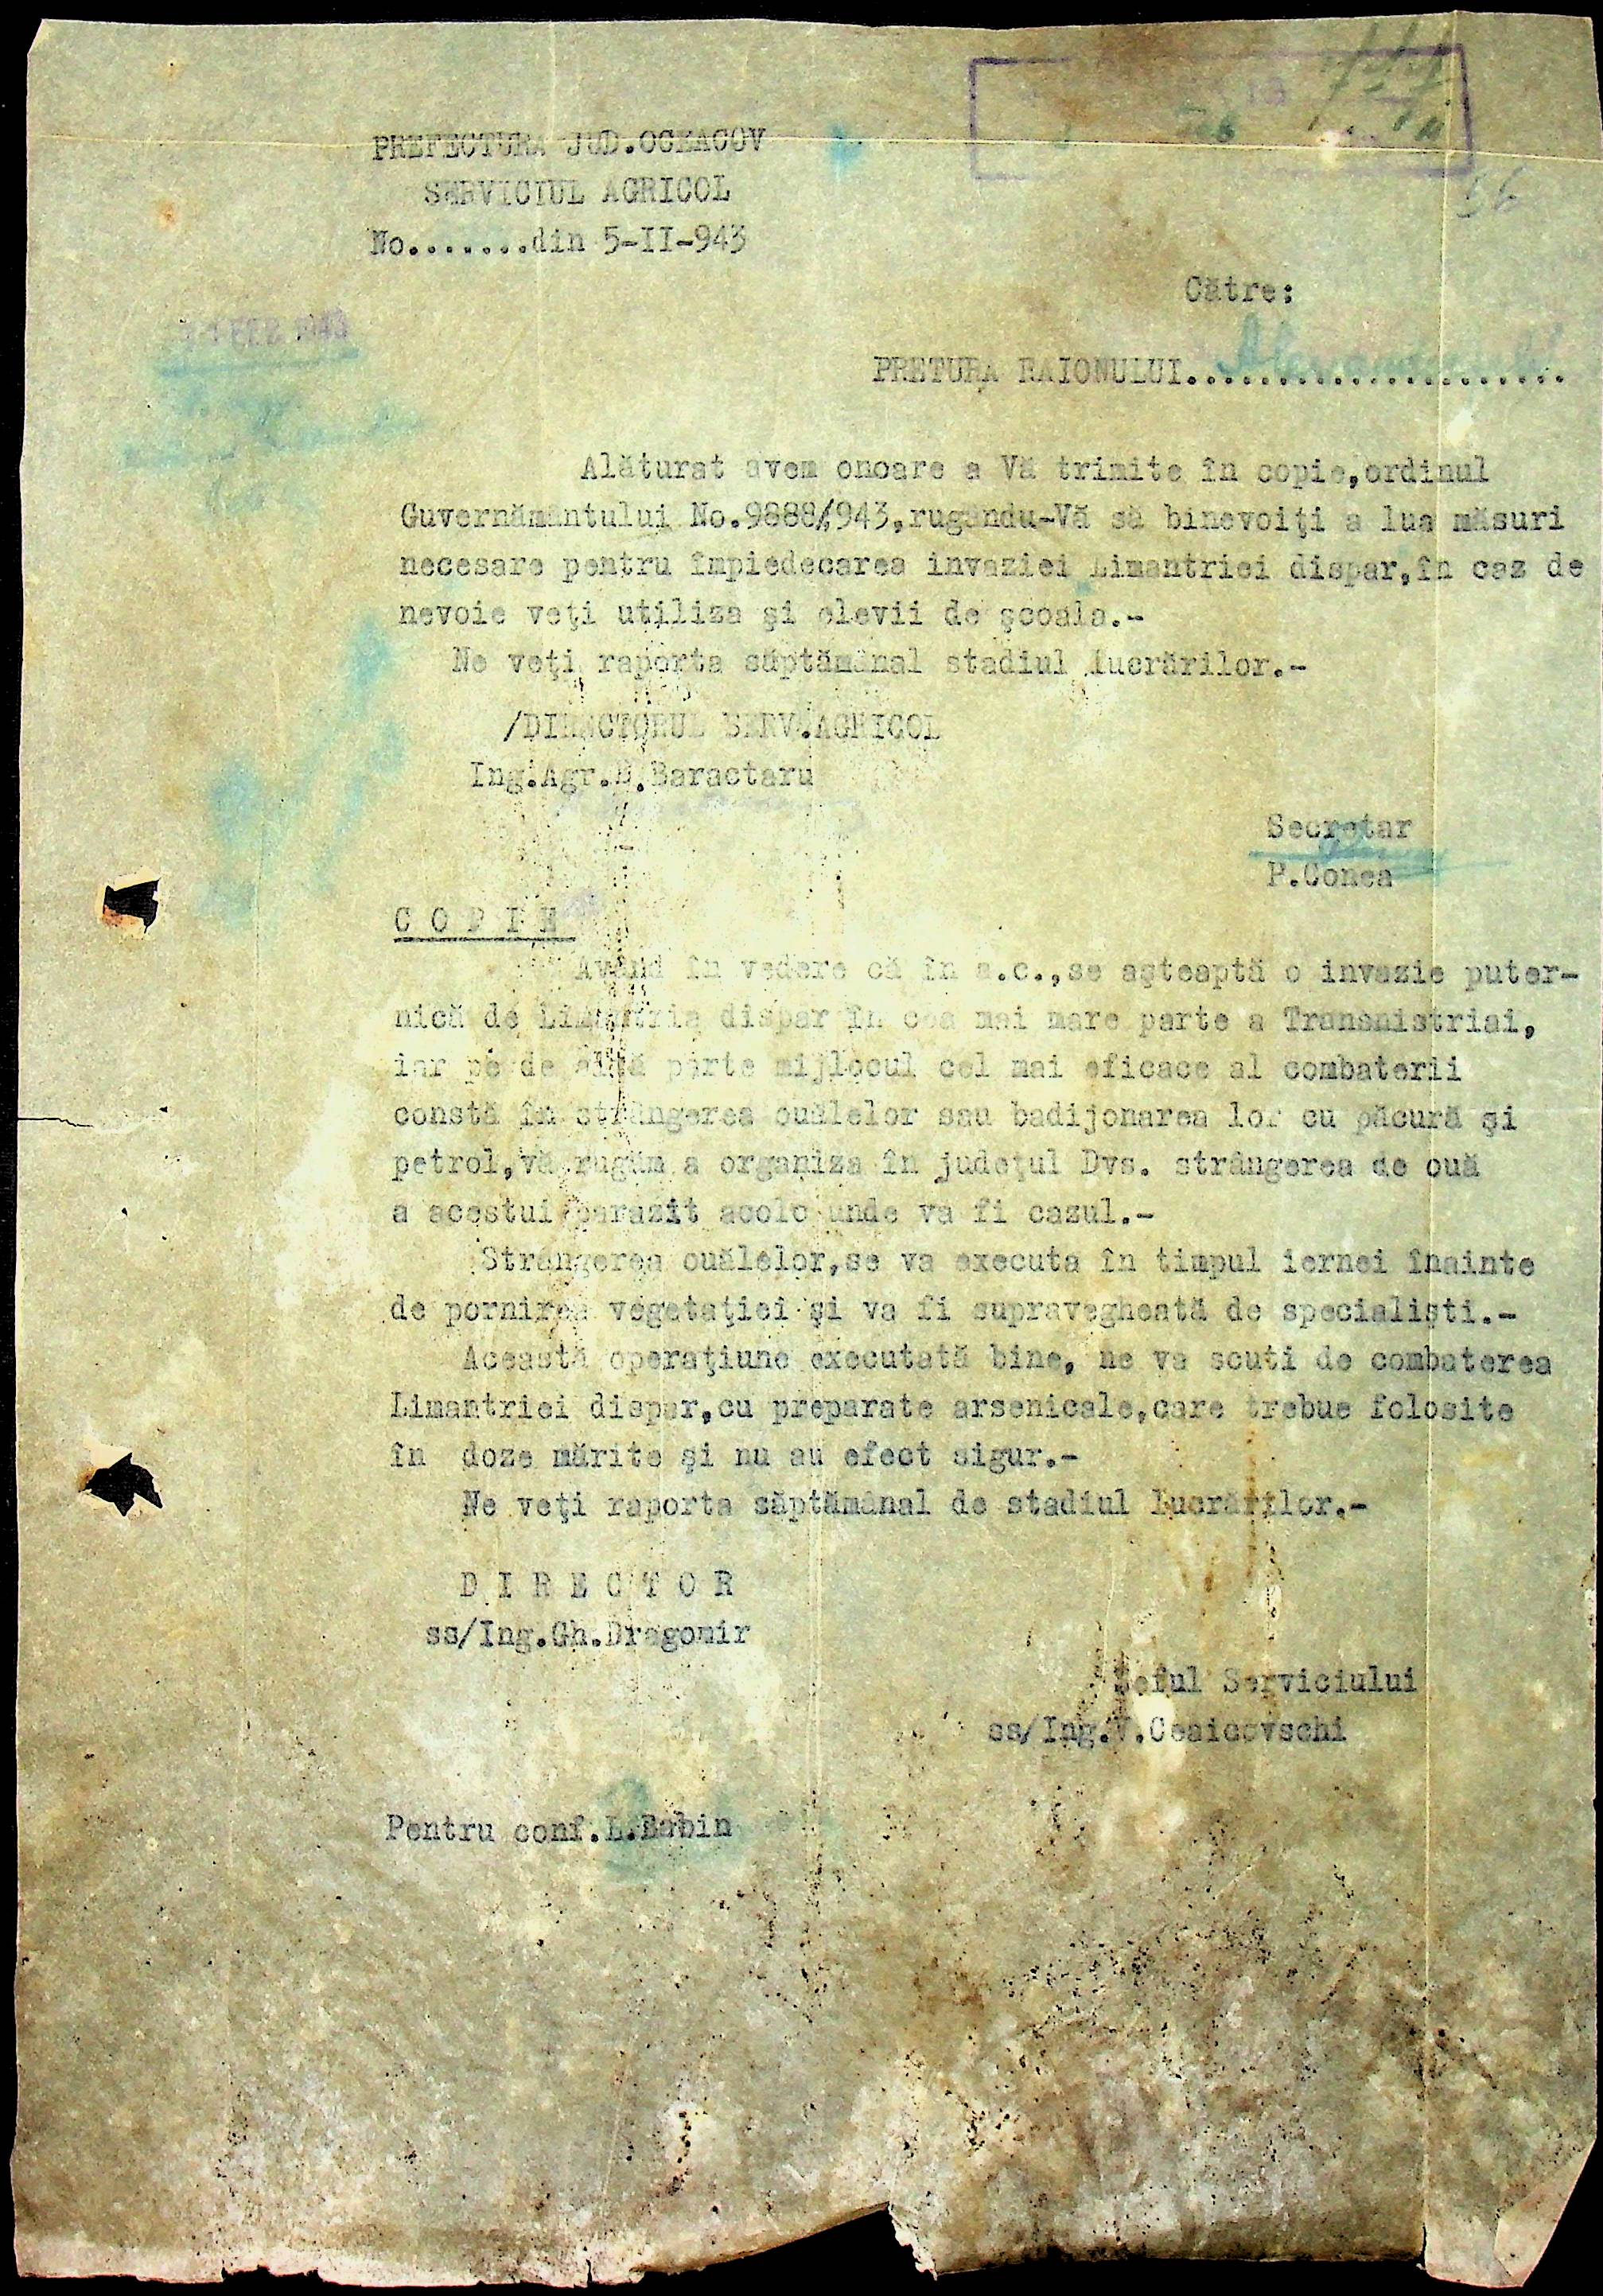 PREFECTURA JUD.OCEACOV
SERVICIUL AGRICOL
No.......din 5-II-943
36
Către:
FEB 1943
PRETURA RAIONULUI......................
Alăturat avem onoare a Vă trimite în copie,ordinul
Guvernământului No.9888/943,rugându-Vă să binevoiţi a lua măsuri
necesare pentru împiedecarea invaziei Limantriei dispar,în caz de
nevoie veţi utiliza şi elevii de şcoala.-
Ne veţi raporta săptămânal stadiul lucrărilor.-
/DIRECTORUL SERV.AGRICOL
Ing.Agr.D.Baractaru
Secretar
P.Conea
C O P I E
Având în vedere că în a.c.,se aşteaptă o invazie puter-
nică de Limantria dispar în cea mai mare parte a Transnistriai,
iar pe de altă parte mijlocul cel mai eficace al combaterii
constă în strângerea ouălelor sau badijonarea lor cu păcură şi
petrol,vă rugăm a organiza în judeţul Dvs. strângerea de ouă
a acestui parazit acolo unde va fi cazul.-
Strângerea ouălelor,se va executa în timpul iernei înainte
de pornirea vegetaţiei şi va fi supravegheată de specialişti.-
Această operaţiune executată bine, ne va scuti de combaterea
Limantriei dispar,cu preparate arsenicale,care trebue folosite
în doze mărite şi nu au efect sigur.-
Ne veţi raporta săptămânal de stadiul lucrărilor.-
D I R E C T O R
ss/Ing.Gh.Dragomir
Şeful Serviciului
ss/Ing.V.Ceaicovschi
Pentru conf.L.Babin